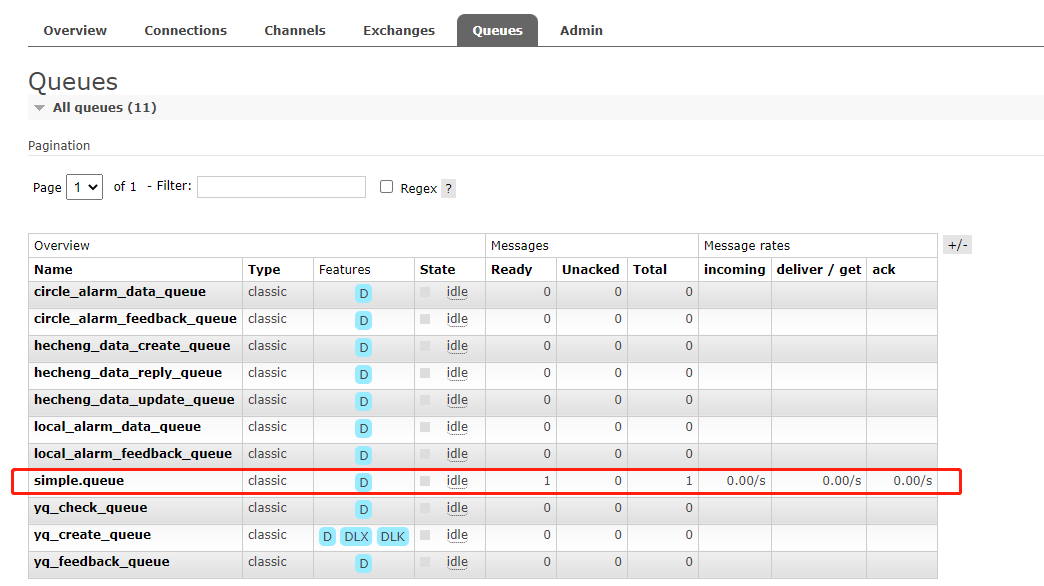 Overview Connections Channels Exchanges Queues Admin
Queues
All queues (11)
Pagination
Page 1 of 1 - Filter: Regex ?
Overview Messages Message rates +/-
Name Type Features State Ready Unacked Total incoming deliver / get ack
circle_alarm_data_queue classic D idle 0 0 0
circle_alarm_feedback_queue classic D idle 0 0 0
hecheng_data_create_queue classic D idle 0 0 0
hecheng_data_reply_queue classic D idle 0 0 0
hecheng_data_update_queue classic D idle 0 0 0
local_alarm_data_queue classic D idle 0 0 0
local_alarm_feedback_queue classic D idle 0 0 0
simple.queue classic D idle 1 0 1 0.00/s 0.00/s 0.00/s
yq_check_queue classic D idle 0 0 0
yq_create_queue classic D DLX DLK idle 0 0 0
yq_feedback_queue classic D idle 0 0 0